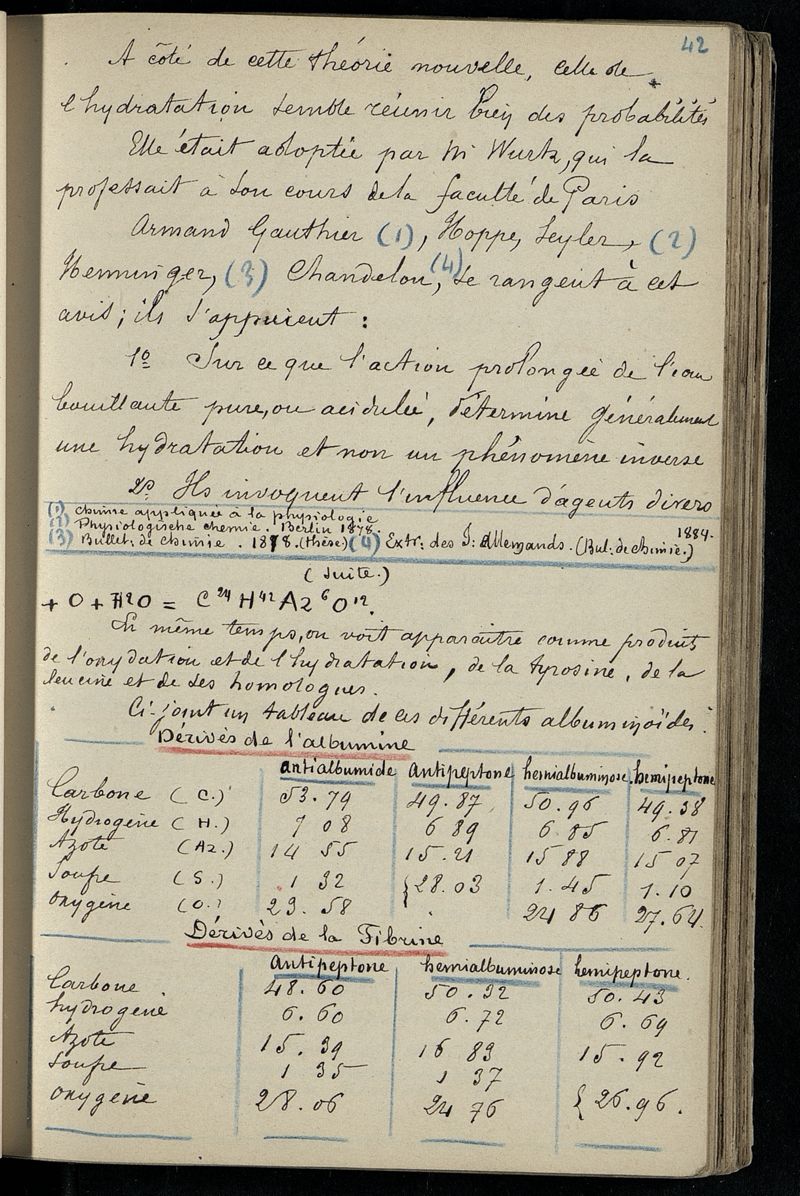 42
A côté de cette théorie nouvelle, celle de
l'hydratation semble réunir bien des probabilités
Elle était adoptée par M Wurtz, qui la
professait à son cours de la faculté de Paris
Armand Gauthier (1), Hoppe, Seyler, (2)
Henninger, (3) Chandelon, (4) se rangent à cet
avis; ils s'appuient :
1º Sur ce que l'action prolongée de l'eau
bouillante pure, ou acidulée, détermine généralement
une hydratation et non un phénomène inverse
2º Ils invoquent l'influence d'agents divers
(1) Chimie appliquée à la physiologie
(2) Physiologische chemie. Berlin 1878.
(3) Bullet: de chimie. 1878. (thèse) (4) Extr: des J: Allemands. (Bul: de chimie.) 1884.
(Suite.)
+ O + 7H2O = C24 H42 Az6 O12.
En même temps, on voit apparaître comme produits
de l'oxydation et de l'hydratation, de la tyrosine, de la
leucine et de ses homologues.
Ci-joint un tableau de ces différents albuminoïdes.
Dérivés de l'albumine
antialbumide Antipeptone hemialbuminose. hemipeptone
Carbone (C.) 53.79 49.87 50.96 49.38
Hydrogène (H.) 7 08 6 89 6 85 6.81
Azote (Az.) 14 55 15.21 15 88 15 07
Soufre (S.) 1 32 { 28.03 1.45 1.10
oxygène (O.) 23.58 24 86 27.64.
Dérivés de la Fibrine
Antipeptone hemialbuminose hemipeptone.
Carbone 48.60 50.32 50.43
hydrogène 6.60 6.72 6.69
Azote 15.39 16 83 15.92
Soufre 1 35 1 37
oxygène 28.06 24 76 { 26.96.